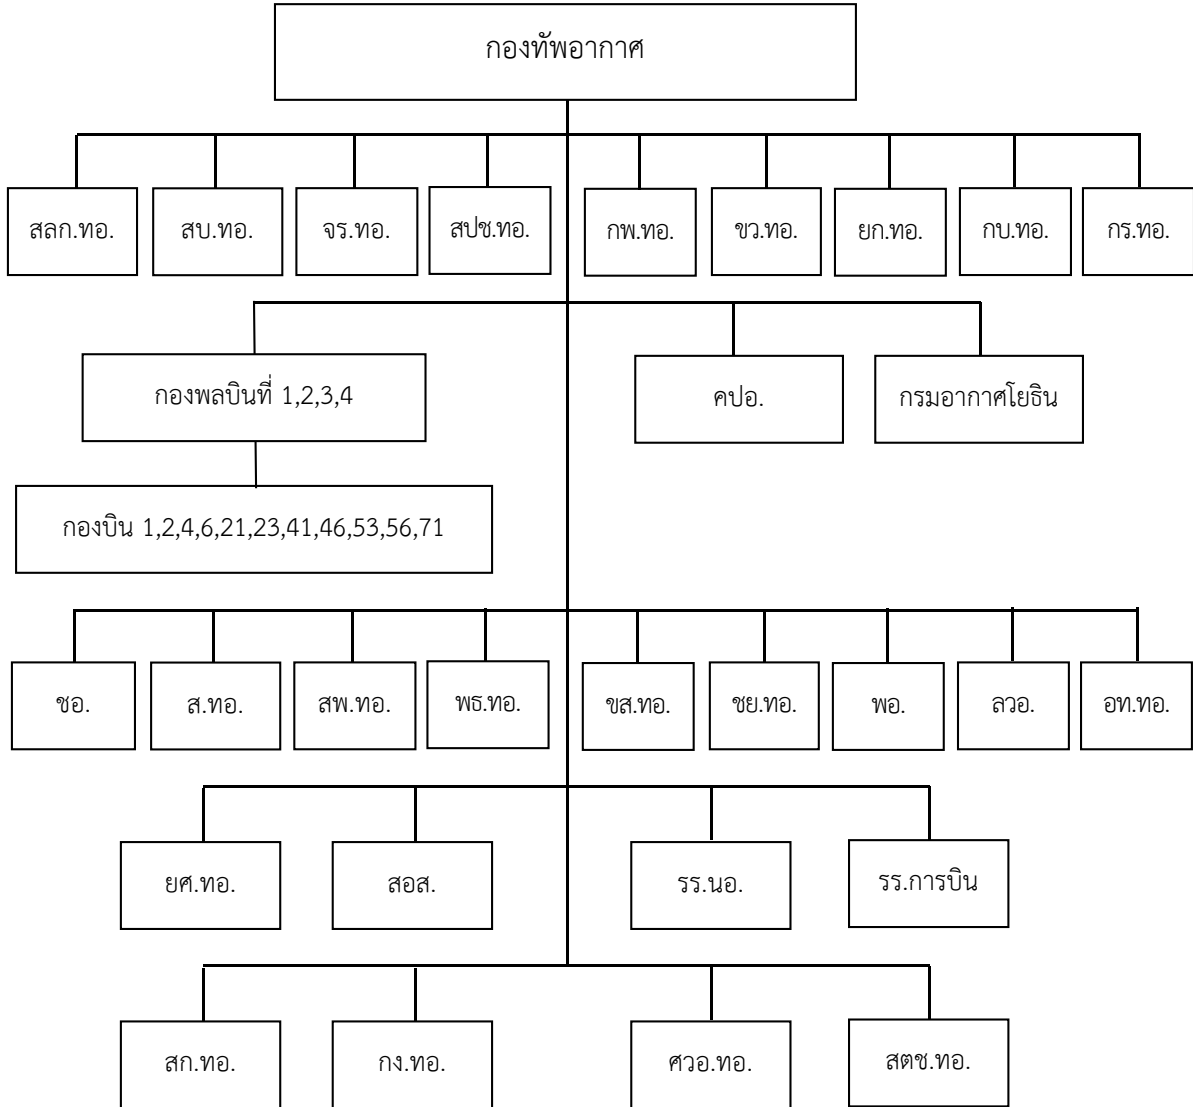 กองทัพอากาศ
สลก.ทอ.
สบ.ทอ.
จร.ทอ.
สปช.ทอ.
กพ.ทอ.
ขว.ทอ.
ยก.ทอ.
กบ.ทอ.
กร.ทอ.
กองพลบินที่ 1,2,3,4
คปอ.
กรมอากาศโยธิน
กองบิน 1,2,4,6,21,23,41,46,53,56,71
ชอ.
ส.ทอ.
สพ.ทอ.
พธ.ทอ.
ขส.ทอ.
ชย.ทอ.
พอ.
ลวอ.
อท.ทอ.
ยศ.ทอ.
สอส.
รร.นอ.
รร.การบิน
สก.ทอ.
กง.ทอ.
ศวอ.ทอ.
สตช.ทอ.